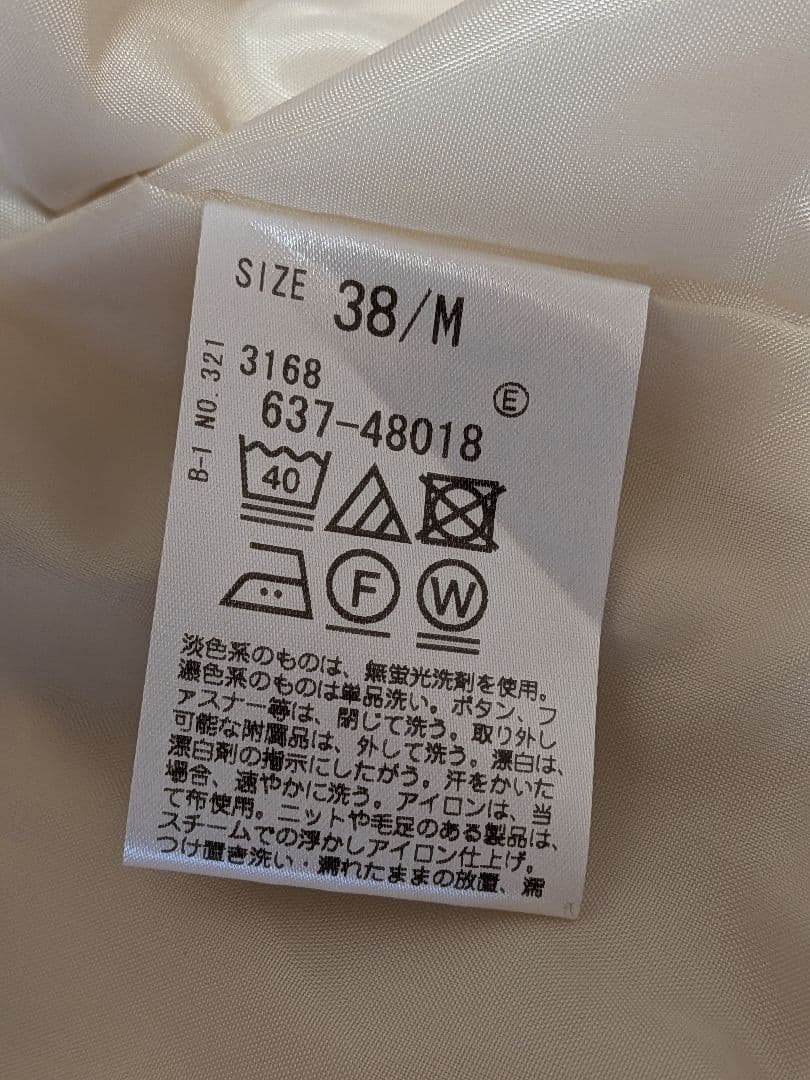 SIZE 38/M
B-1 NO.321
3168
Ⓔ
637-48018
40
F W
淡色系のものは、無蛍光洗剤を使用。
濃色系のものは単品洗い。ボタン、フ
ァスナー等は、閉じて洗う。取り外し
可能な附属品は、外して洗う。漂白は、
漂白剤の指示にしたがう。汗をかいた
場合、速やかに洗う。アイロンは、当
て布使用。ニットや毛足のある製品は、
スチームでの浮かしアイロン仕上げ。
つけ置き洗い・濡れたままの放置、濡